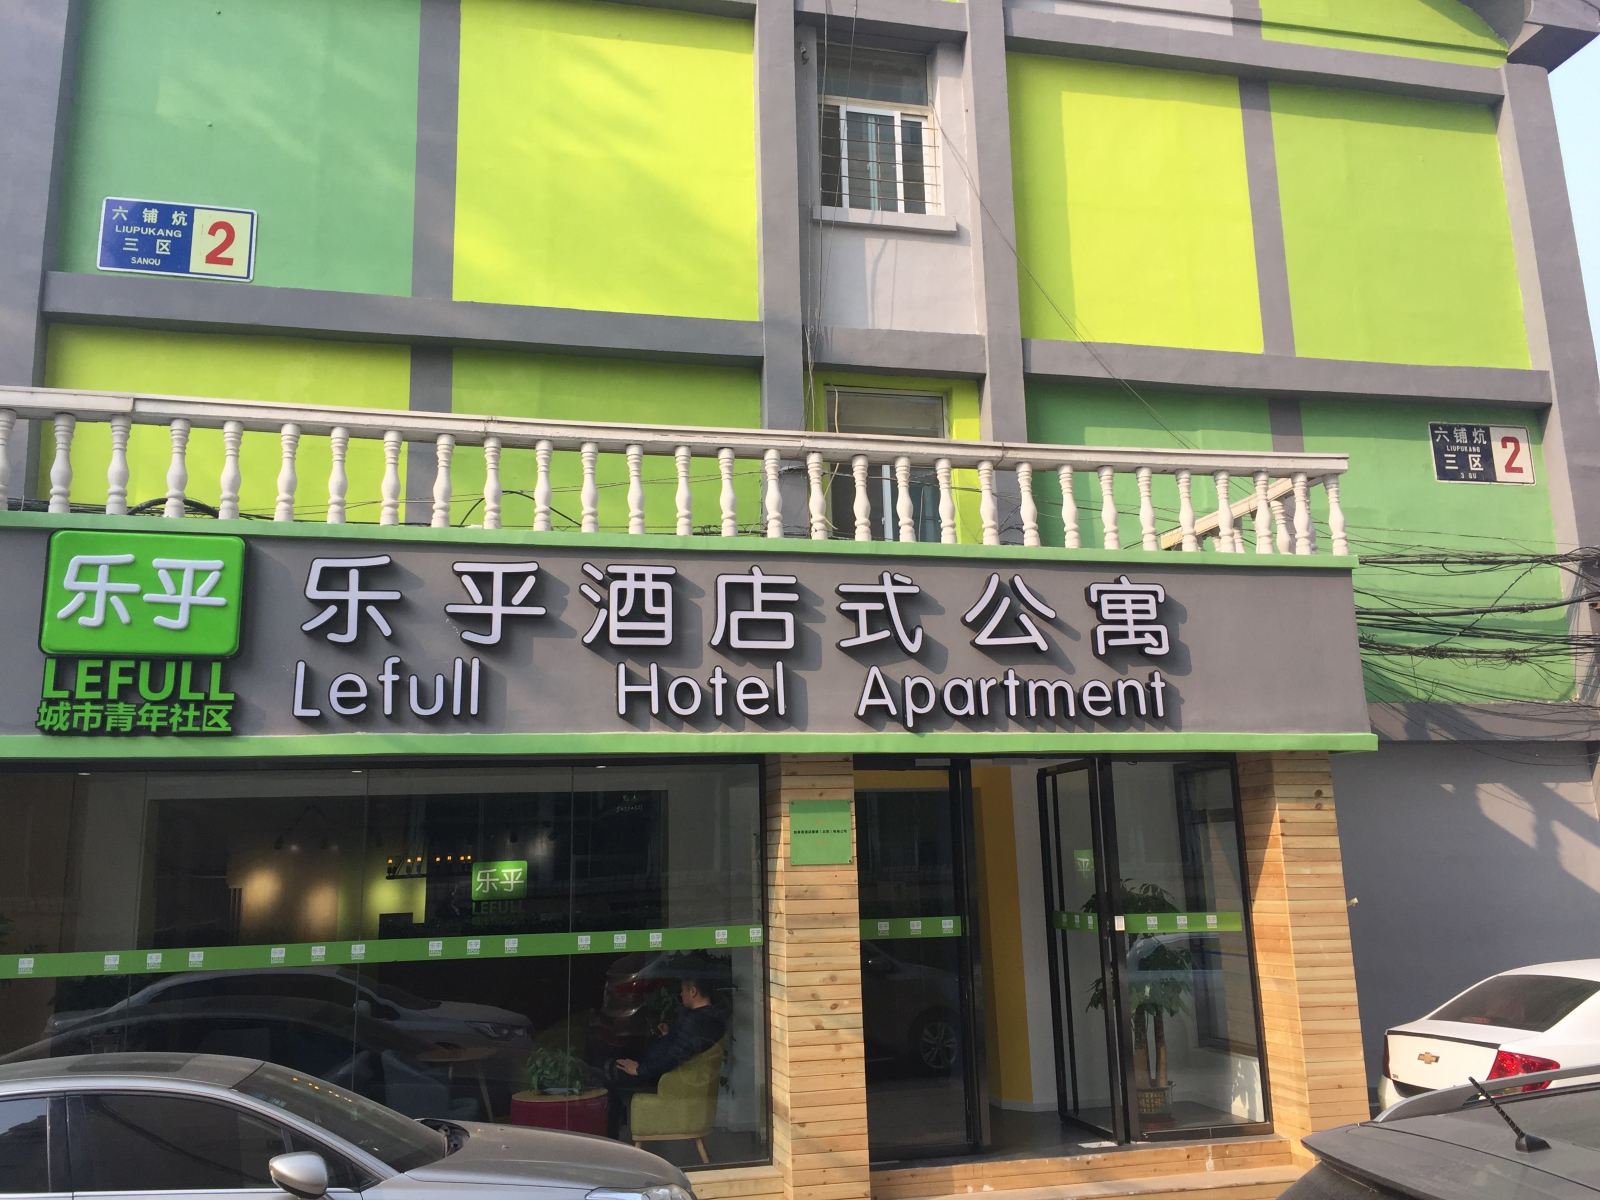 六铺炕
LIUPUKANG
三区
SANQU
2
六铺炕
LIUPUKANG
三区
3 QU
2
乐乎
LEFULL
城市青年社区
乐乎酒店式公寓
Lefull Hotel Apartment
乐乎
LEFULL